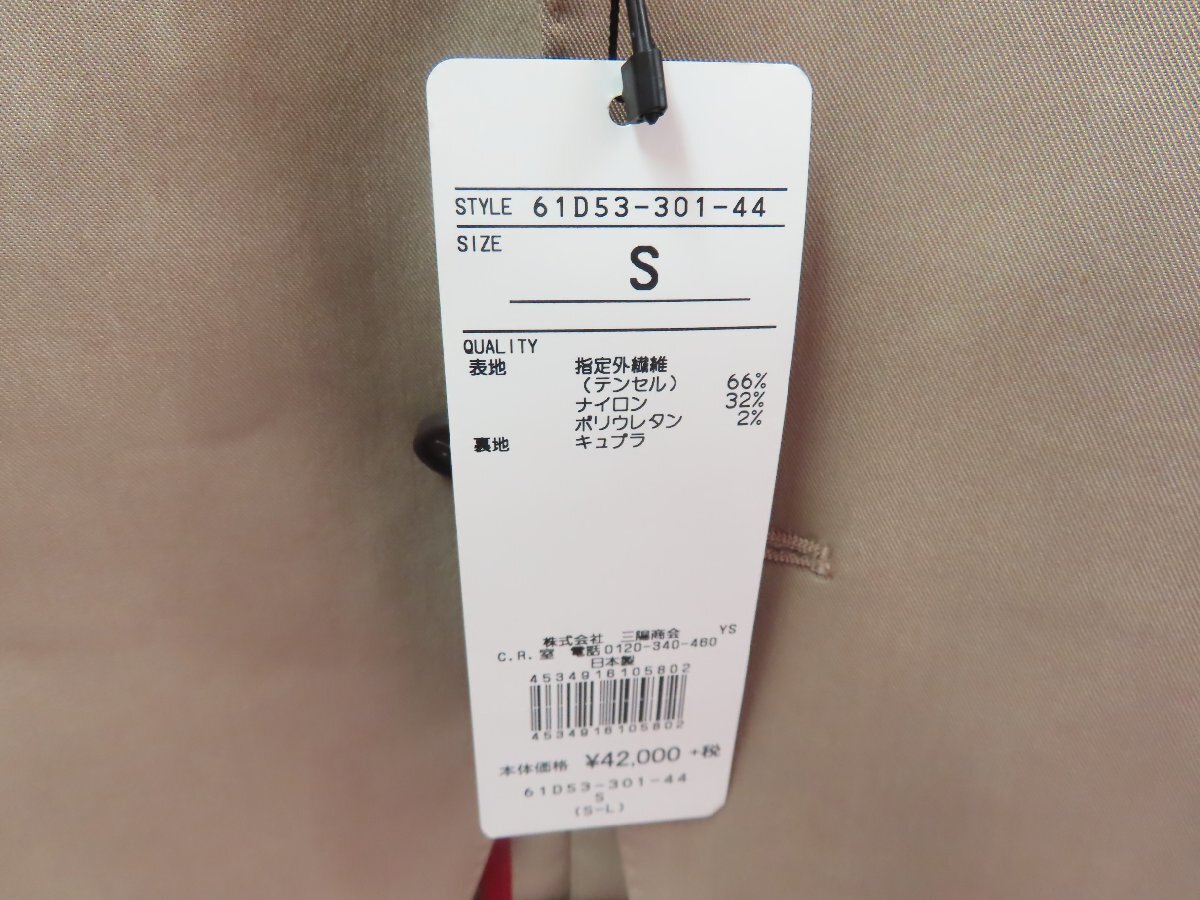 STYLE 61D53-301-44
SIZE
S
QUALITY
表地 指定外繊維
(テンセル) 66%
ナイロン 32%
ポリウレタン 2%
裏地 キュプラ
株式会社 三陽商会 YS
C.R.室 電話0120-340-460
日本製
4534916105802
4534916105802
本体価格 ¥42,000 +税
61D53-301-44
S
(S-L)